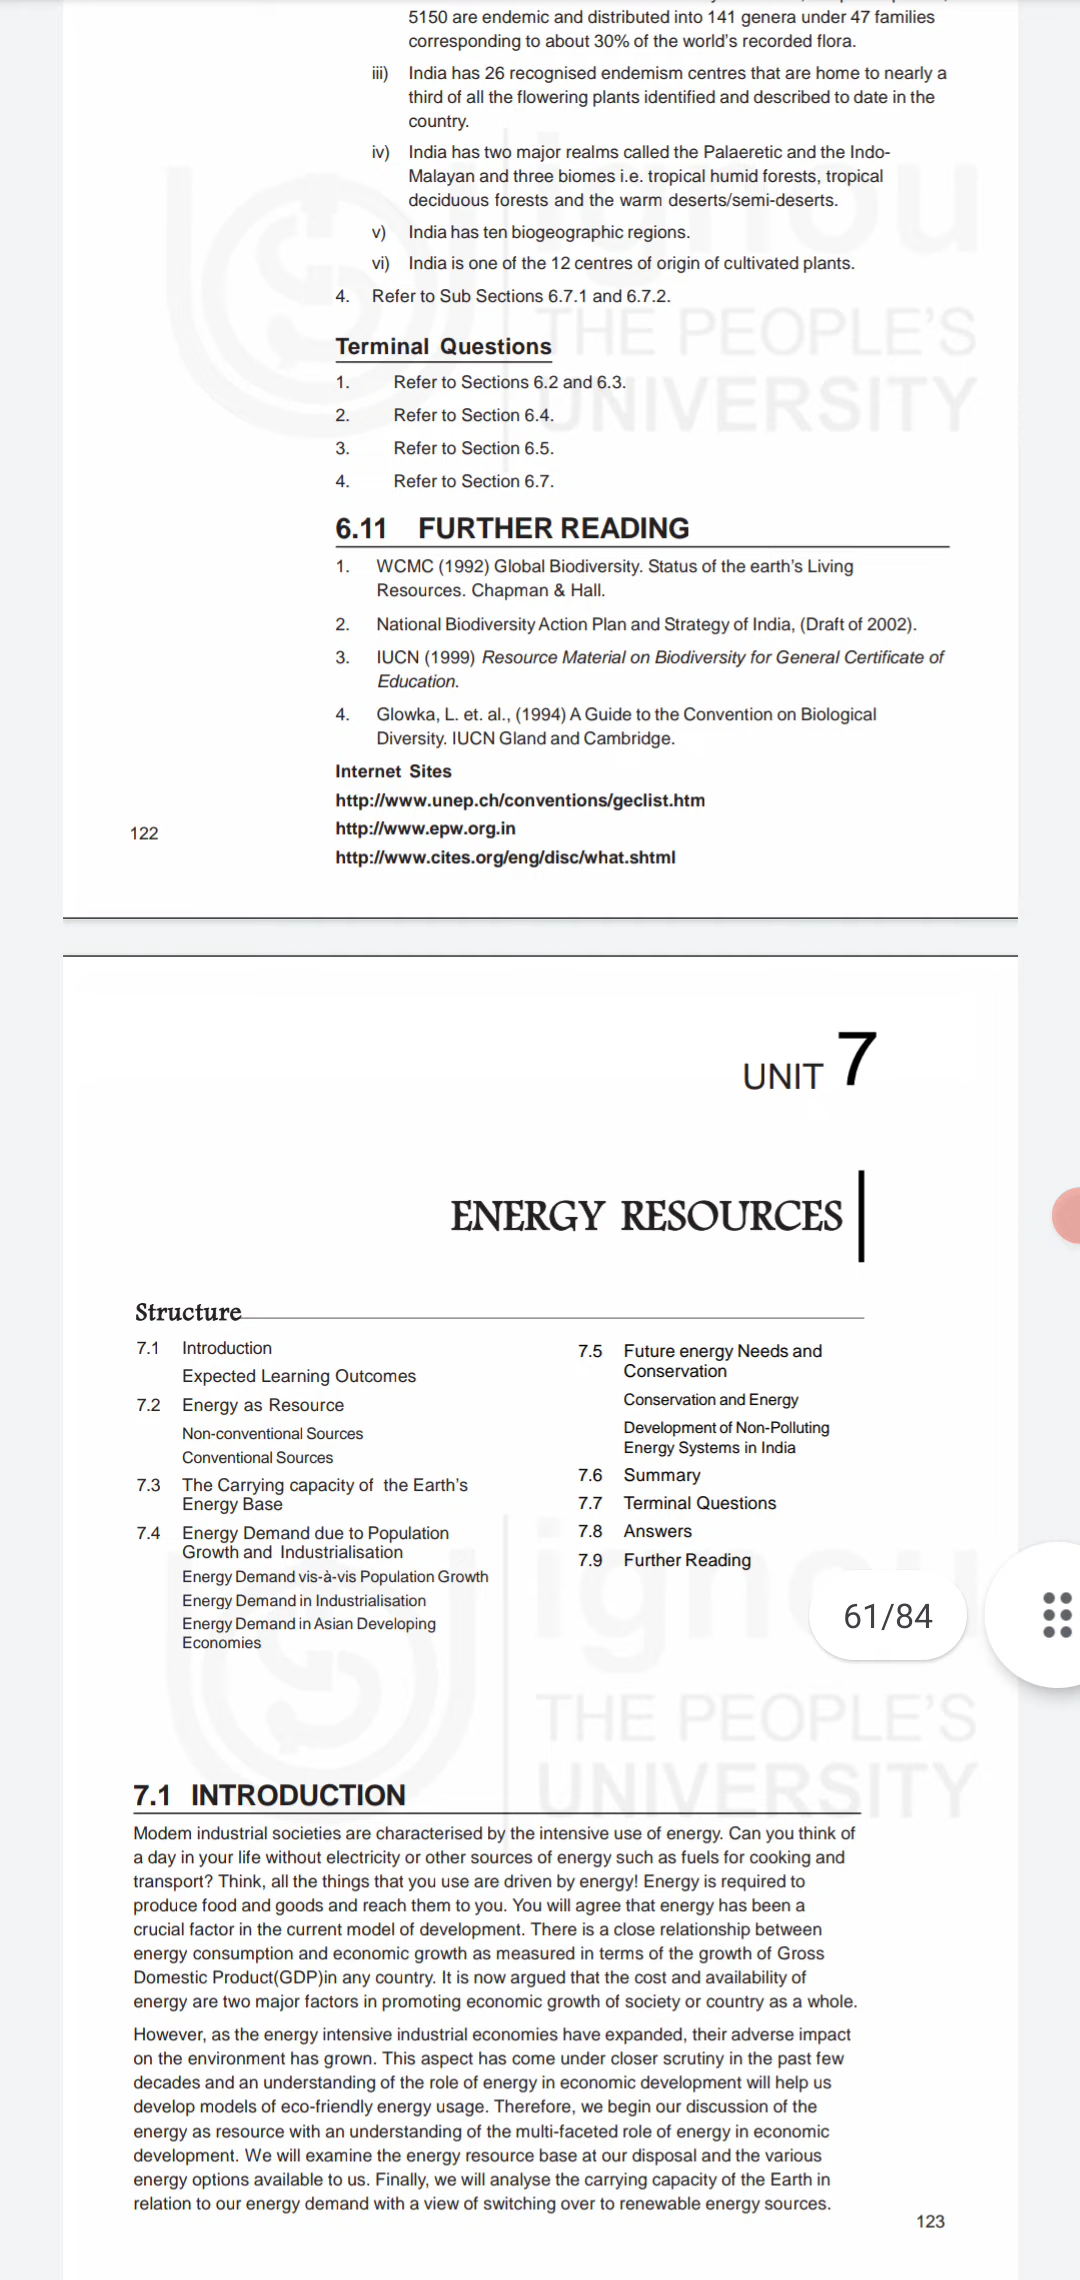 5150 are endemic and distributed into 141 genera under 47 families
corresponding to about 30% of the world's recorded flora.
iii) India has 26 recognised endemism centres that are home to nearly a
third of all the flowering plants identified and described to date in the
country.
iv) India has two major realms called the Palaeretic and the Indo-
Malayan and three biomes i.e. tropical humid forests, tropical
deciduous forests and the warm deserts/semi-deserts.
v) India has ten biogeographic regions.
vi) India is one of the 12 centres of origin of cultivated plants.
4. Refer to Sub Sections 6.7.1 and 6.7.2.
Terminal Questions
1. Refer to Sections 6.2 and 6.3.
2. Refer to Section 6.4.
3. Refer to Section 6.5.
4. Refer to Section 6.7.
ignou
THE PEOPLE'S
UNIVERSITY
6.11 FURTHER READING
1. WCMC (1992) Global Biodiversity. Status of the earth's Living
Resources. Chapman & Hall.
2. National Biodiversity Action Plan and Strategy of India, (Draft of 2002).
3. IUCN (1999) Resource Material on Biodiversity for General Certificate of
Education.
4. Glowka, L. et. al., (1994) A Guide to the Convention on Biological
Diversity. IUCN Gland and Cambridge.
Internet Sites
http://www.unep.ch/conventions/geclist.htm
http://www.epw.org.in
http://www.cites.org/eng/disc/what.shtml
122
UNIT 7
ENERGY RESOURCES
Structure
7.1 Introduction
Expected Learning Outcomes
7.2 Energy as Resource
Non-conventional Sources
Conventional Sources
7.3 The Carrying capacity of the Earth's
Energy Base
7.4 Energy Demand due to Population
Growth and Industrialisation
Energy Demand vis-à-vis Population Growth
Energy Demand in Industrialisation
Energy Demand in Asian Developing
Economies
7.5 Future energy Needs and
Conservation
Conservation and Energy
Development of Non-Polluting
Energy Systems in India
7.6 Summary
7.7 Terminal Questions
7.8 Answers
7.9 Further Reading
61/84
ignou
THE PEOPLE'S
UNIVERSITY
7.1 INTRODUCTION
Modem industrial societies are characterised by the intensive use of energy. Can you think of
a day in your life without electricity or other sources of energy such as fuels for cooking and
transport? Think, all the things that you use are driven by energy! Energy is required to
produce food and goods and reach them to you. You will agree that energy has been a
crucial factor in the current model of development. There is a close relationship between
energy consumption and economic growth as measured in terms of the growth of Gross
Domestic Product(GDP)in any country. It is now argued that the cost and availability of
energy are two major factors in promoting economic growth of society or country as a whole.
However, as the energy intensive industrial economies have expanded, their adverse impact
on the environment has grown. This aspect has come under closer scrutiny in the past few
decades and an understanding of the role of energy in economic development will help us
develop models of eco-friendly energy usage. Therefore, we begin our discussion of the
energy as resource with an understanding of the multi-faceted role of energy in economic
development. We will examine the energy resource base at our disposal and the various
energy options available to us. Finally, we will analyse the carrying capacity of the Earth in
relation to our energy demand with a view of switching over to renewable energy sources.
123